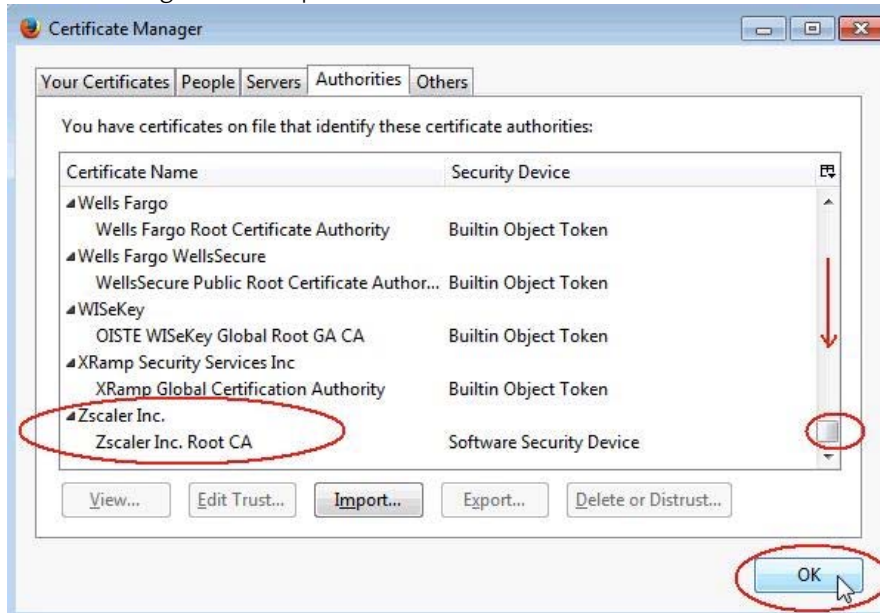 Certificate Manager
Your Certificates People Servers Authorities Others
You have certificates on file that identify these certificate authorities:
Certificate Name Security Device
Wells Fargo
Wells Fargo Root Certificate Authority Builtin Object Token
Wells Fargo WellsSecure
WellsSecure Public Root Certificate Author... Builtin Object Token
WISeKey
OISTE WISeKey Global Root GA CA Builtin Object Token
XRamp Security Services Inc
XRamp Global Certification Authority Builtin Object Token
Zscaler Inc.
Zscaler Inc. Root CA Software Security Device
View... Edit Trust... Import... Export... Delete or Distrust...
OK